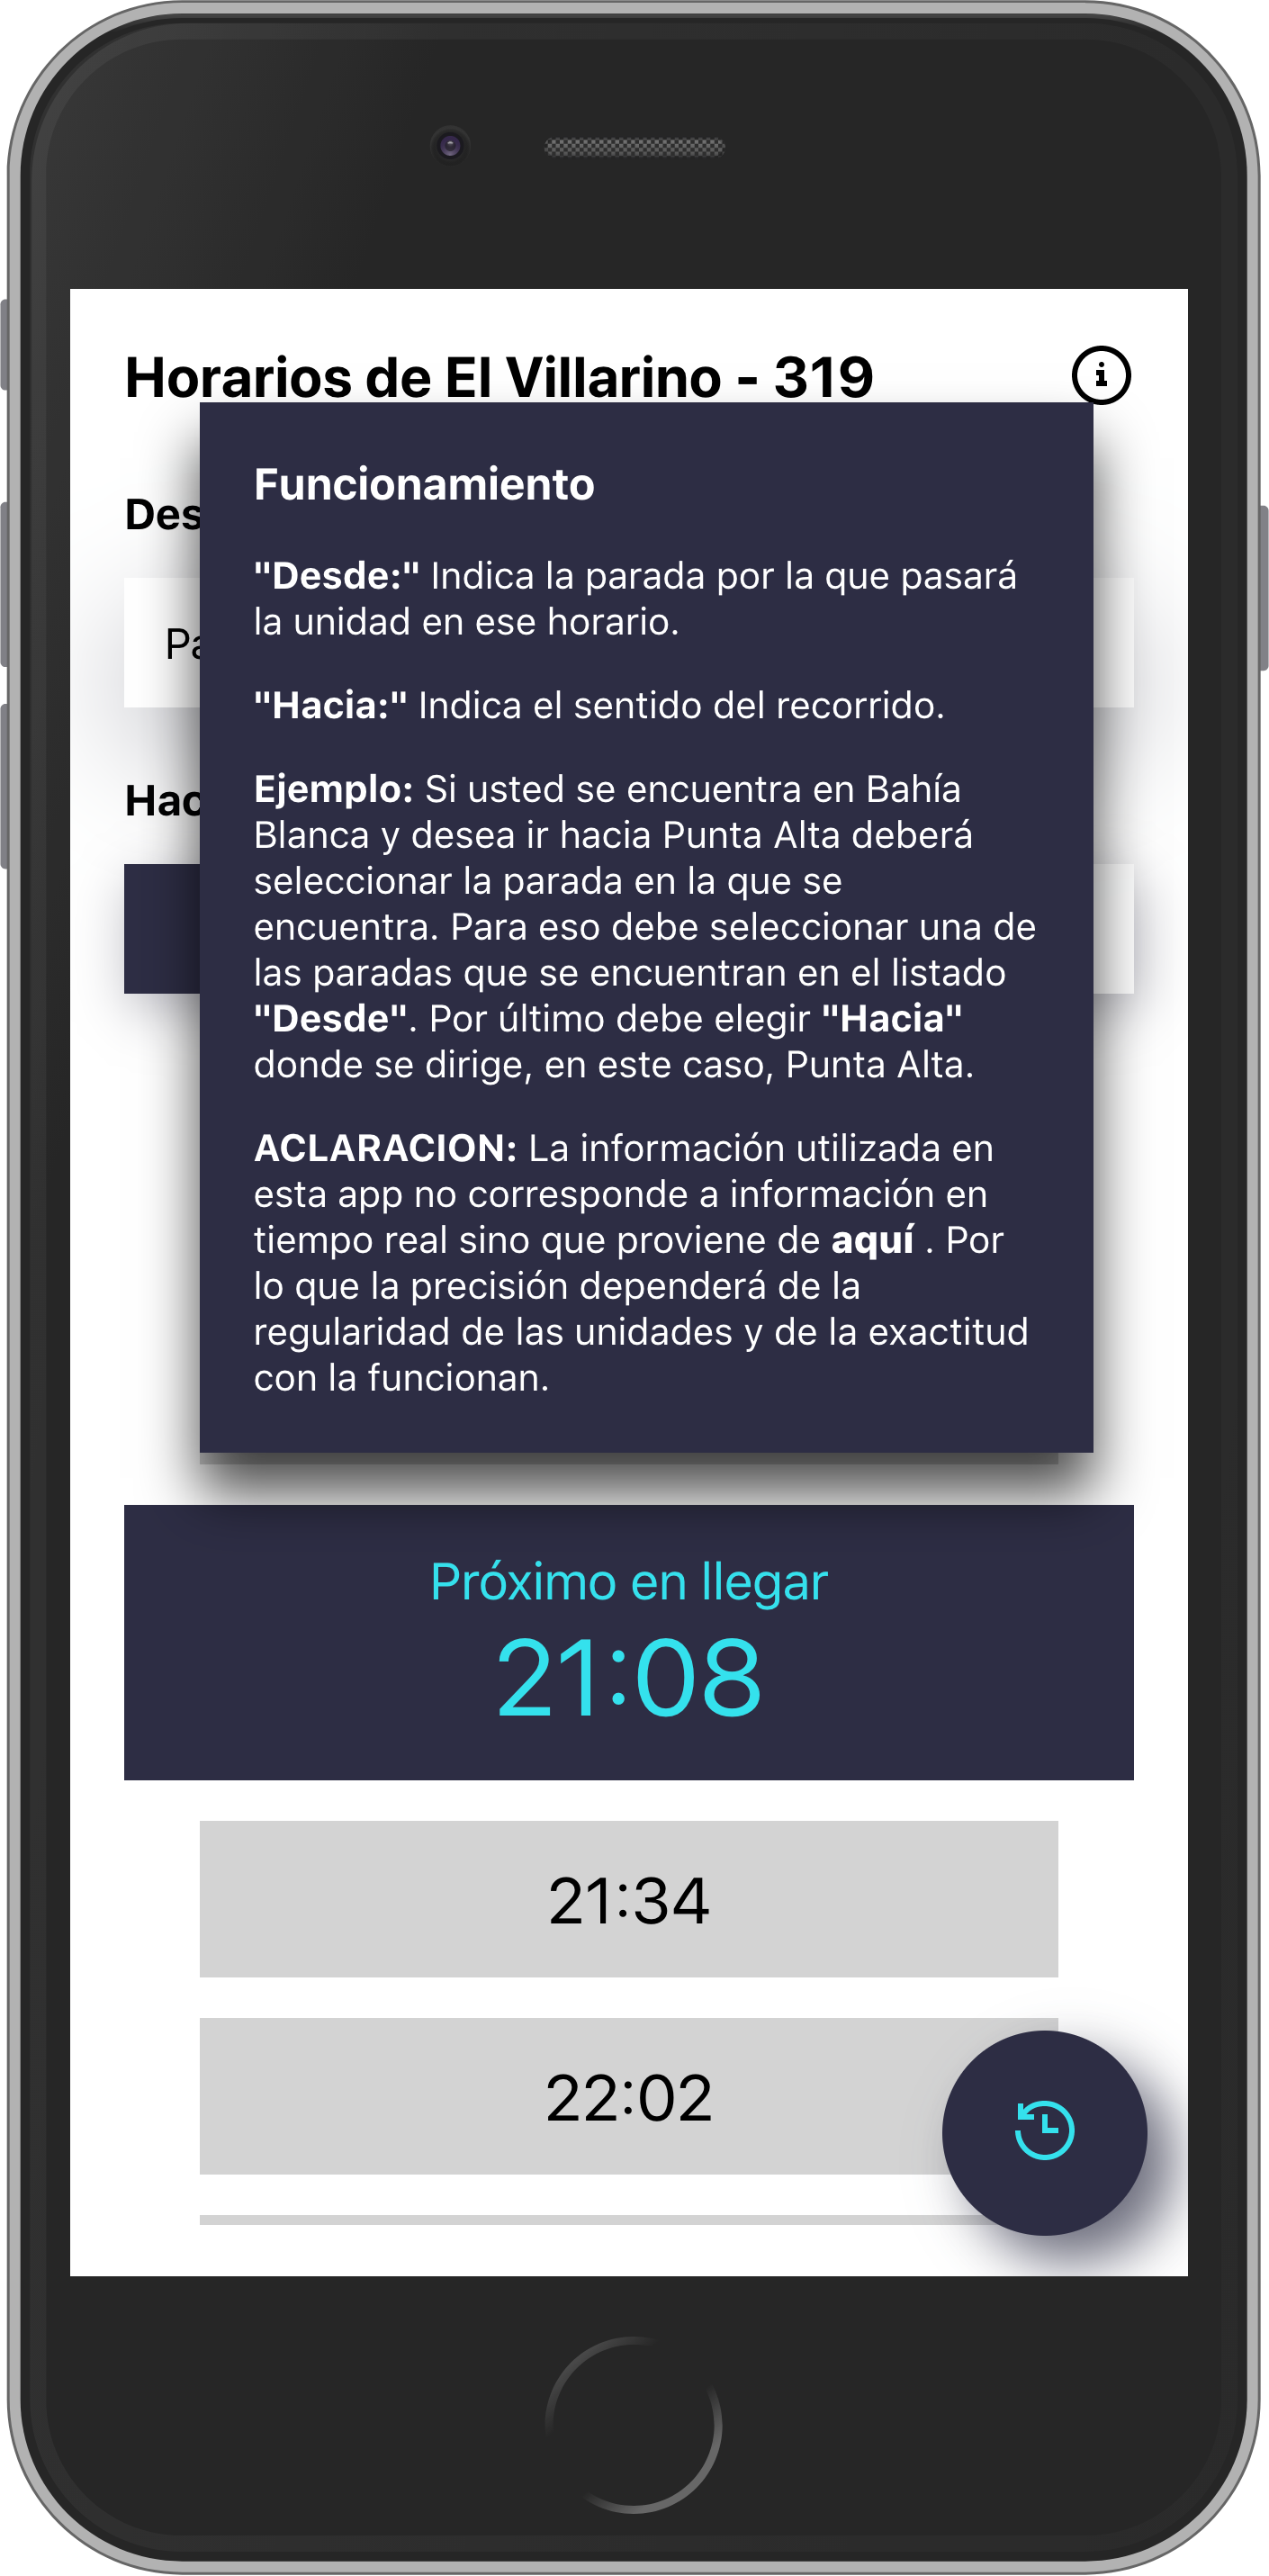 Horarios de El Villarino - 319
Funcionamiento
"Desde:" Indica la parada por la que pasará
la unidad en ese horario.
"Hacia:" Indica el sentido del recorrido.
Ejemplo: Si usted se encuentra en Bahía
Blanca y desea ir hacia Punta Alta deberá
seleccionar la parada en la que se
encuentra. Para eso debe seleccionar una de
las paradas que se encuentran en el listado
"Desde". Por último debe elegir "Hacia"
donde se dirige, en este caso, Punta Alta.
ACLARACION: La información utilizada en
esta app no corresponde a información en
tiempo real sino que proviene de aquí . Por
lo que la precisión dependerá de la
regularidad de las unidades y de la exactitud
con la funcionan.
Próximo en llegar
21:08
21:34
22:02